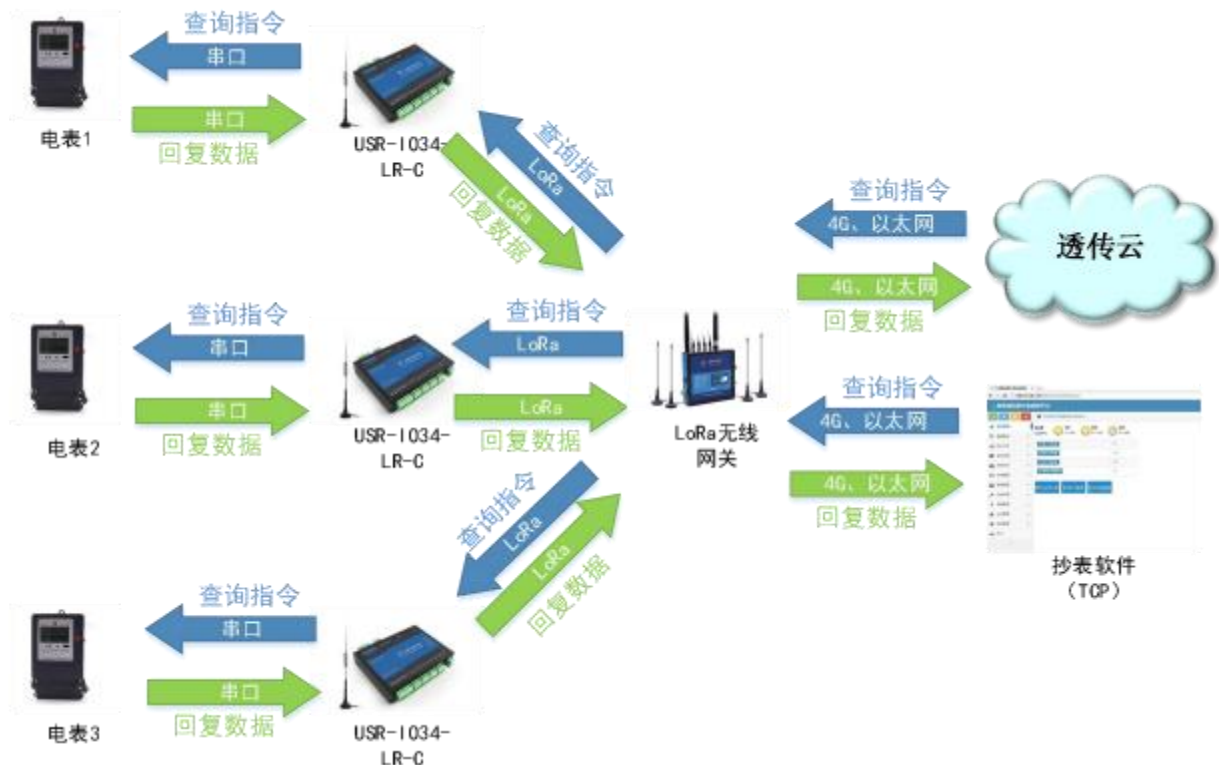 查询指令
串口
串口
回复数据
电表1
USR-IO34-
LR-C
查询指令
LoRa
LoRa
回复数据
查询指令
4G、以太网
4G、以太网
回复数据
透传云
查询指令
串口
串口
回复数据
电表2
USR-IO34-
LR-C
查询指令
LoRa
LoRa
回复数据
LoRa无线
网关
查询指令
4G、以太网
4G、以太网
回复数据
抄表软件
（TCP）
查询指令
LoRa
LoRa
回复数据
查询指令
串口
串口
回复数据
电表3
USR-IO34-
LR-C